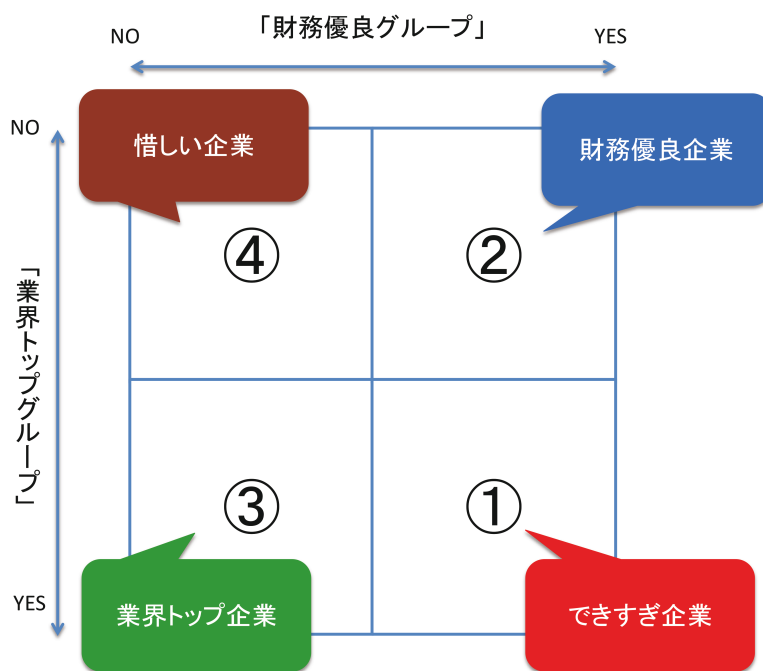 「財務優良グループ」
NO
YES
NO
惜しい企業
財務優良企業
④
②
「業界トップグループ」
③
①
YES
業界トップ企業
できすぎ企業